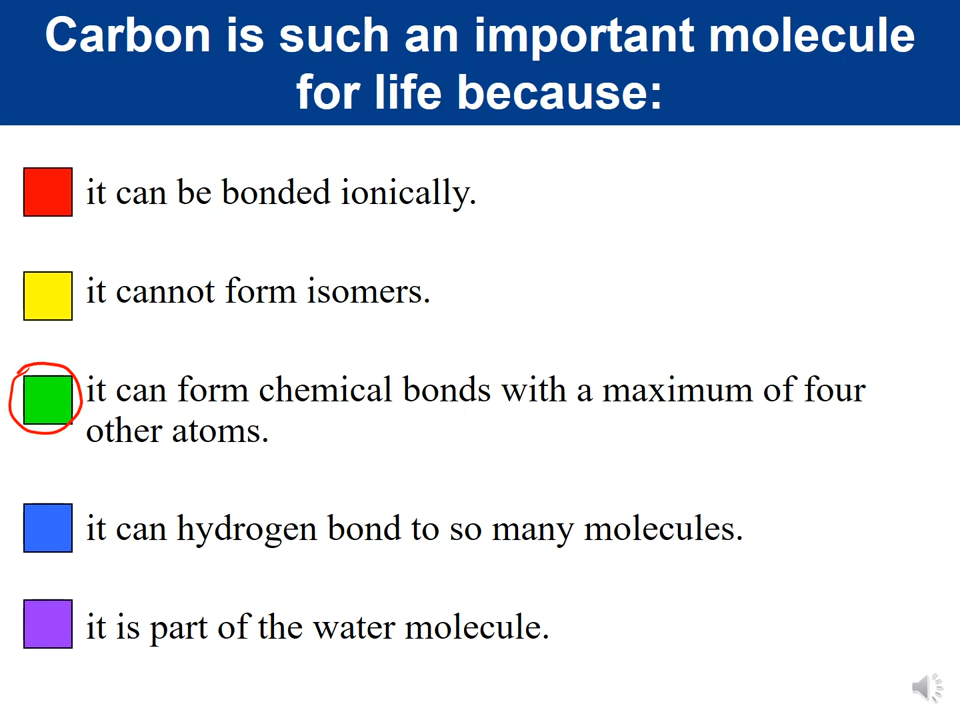 Carbon is such an important molecule
for life because:
it can be bonded ionically.
it cannot form isomers.
it can form chemical bonds with a maximum of four
other atoms.
it can hydrogen bond to so many molecules.
it is part of the water molecule.